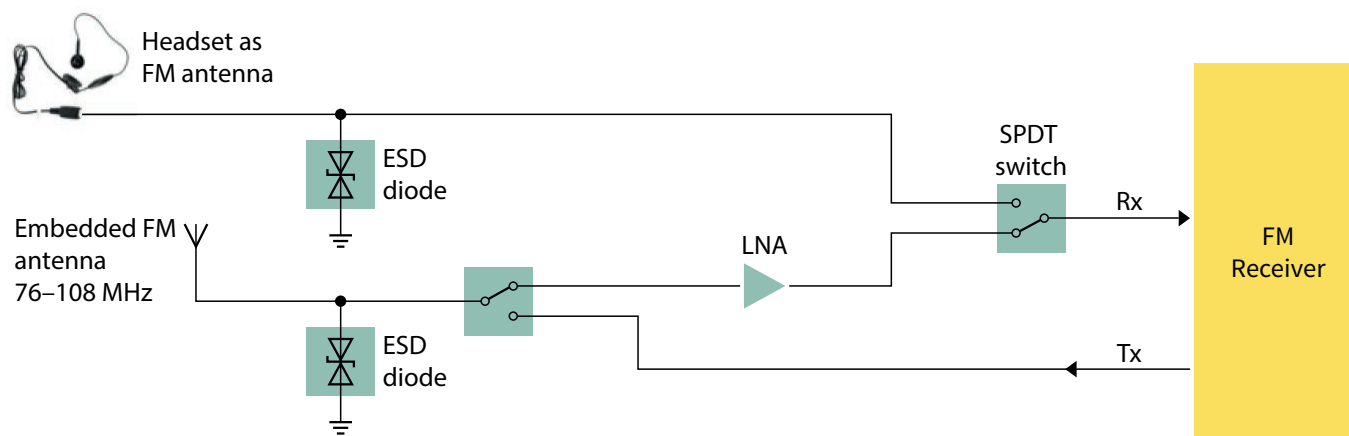 Headset as
FM antenna
ESD
diode
SPDT
switch
Rx
Embedded FM
antenna
76–108 MHz
LNA
FM
Receiver
ESD
diode
Tx